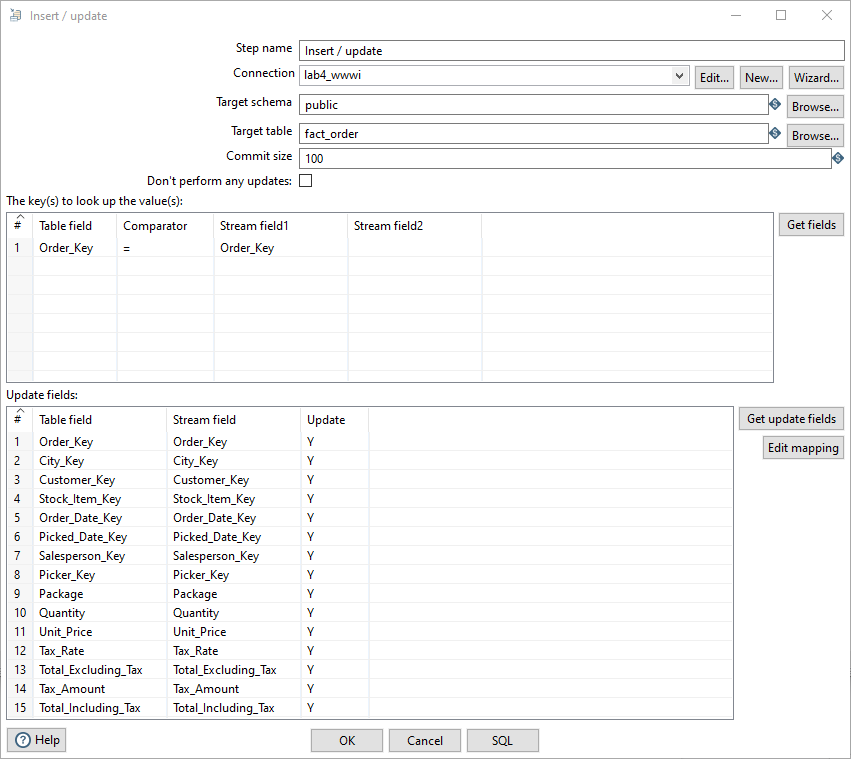 Insert / update
Step name Insert / update
Connection lab4_wwwi Edit... New... Wizard...
Target schema public Browse...
Target table fact_order Browse...
Commit size 100
Don't perform any updates:
The key(s) to look up the value(s):
# Table field Comparator Stream field1 Stream field2 Get fields
1 Order_Key = Order_Key
Update fields:
# Table field Stream field Update Get update fields
1 Order_Key Order_Key Y
Edit mapping
2 City_Key City_Key Y
3 Customer_Key Customer_Key Y
4 Stock_Item_Key Stock_Item_Key Y
5 Order_Date_Key Order_Date_Key Y
6 Picked_Date_Key Picked_Date_Key Y
7 Salesperson_Key Salesperson_Key Y
8 Picker_Key Picker_Key Y
9 Package Package Y
10 Quantity Quantity Y
11 Unit_Price Unit_Price Y
12 Tax_Rate Tax_Rate Y
13 Total_Excluding_Tax Total_Excluding_Tax Y
14 Tax_Amount Tax_Amount Y
15 Total_Including_Tax Total_Including_Tax Y
? Help OK Cancel SQL